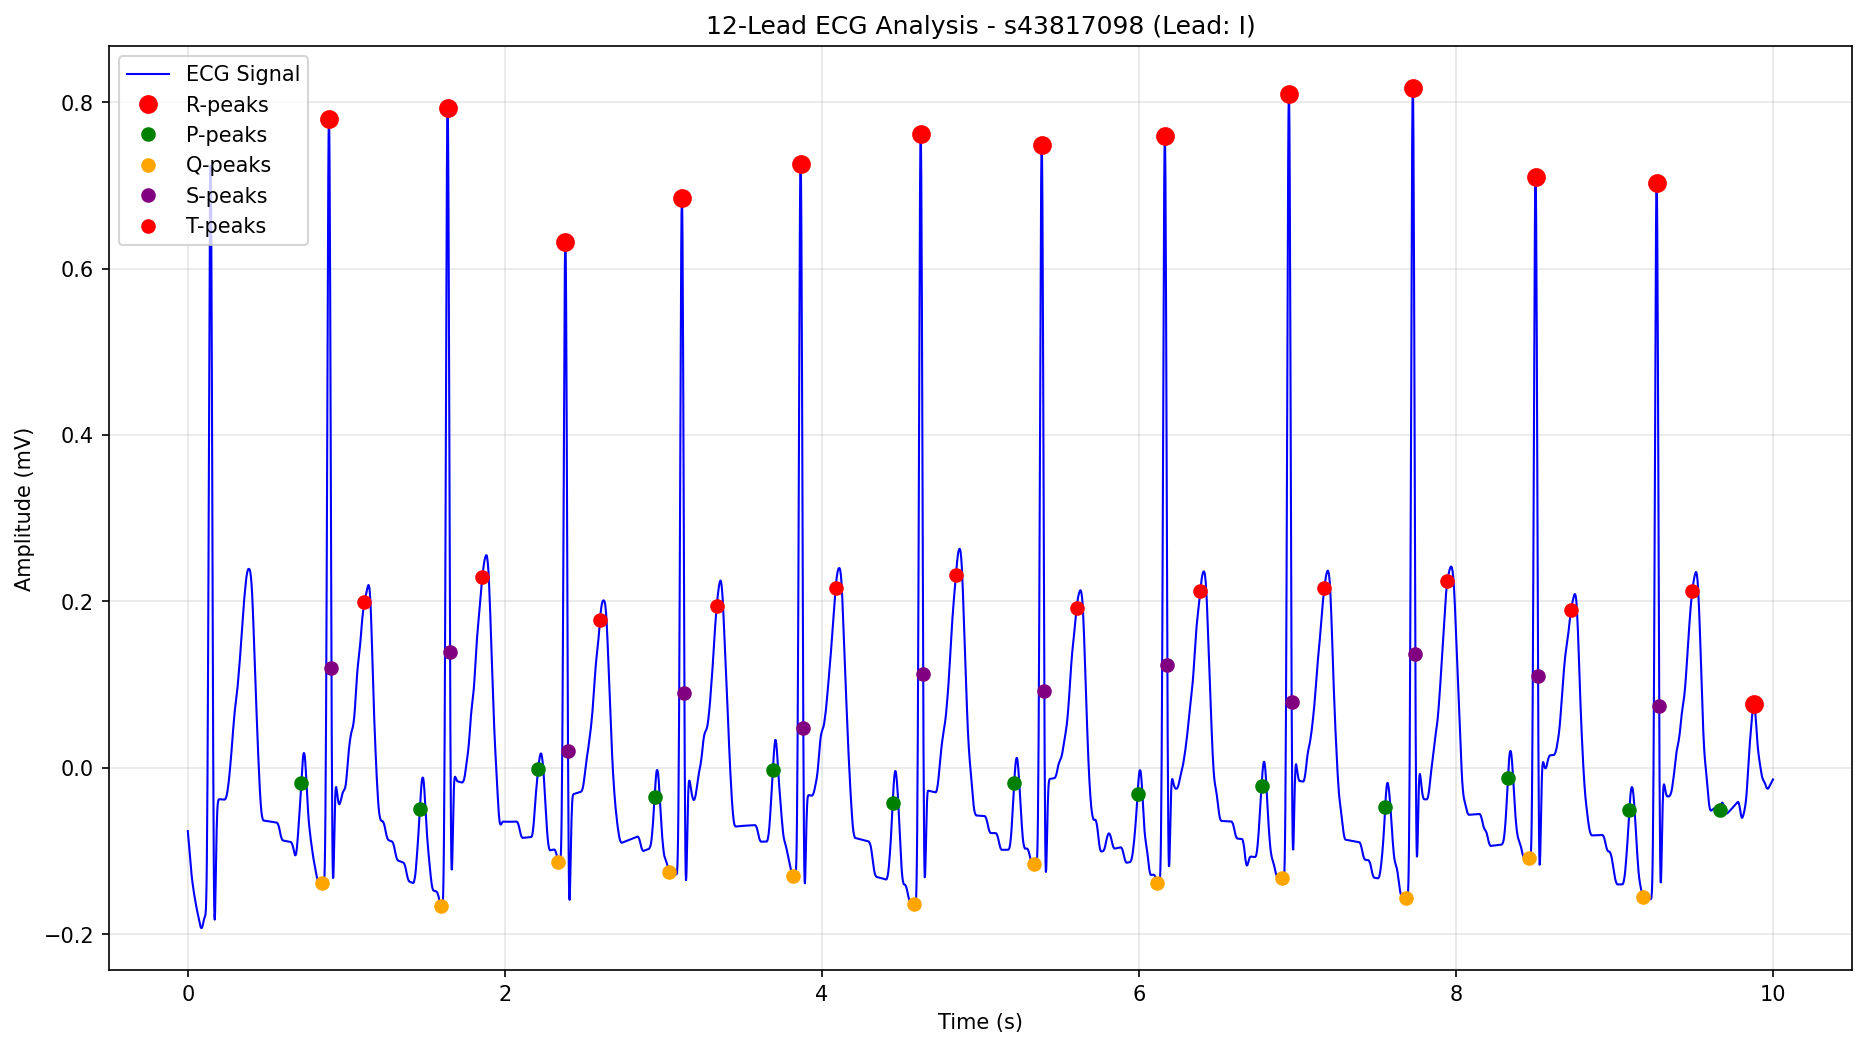 12-Lead ECG Analysis - s43817098 (Lead: I)
ECG Signal
R-peaks
P-peaks
Q-peaks
S-peaks
T-peaks
Amplitude (mV)
0.8
0.6
0.4
0.2
0.0
−0.2
0 2 4 6 8 10
Time (s)